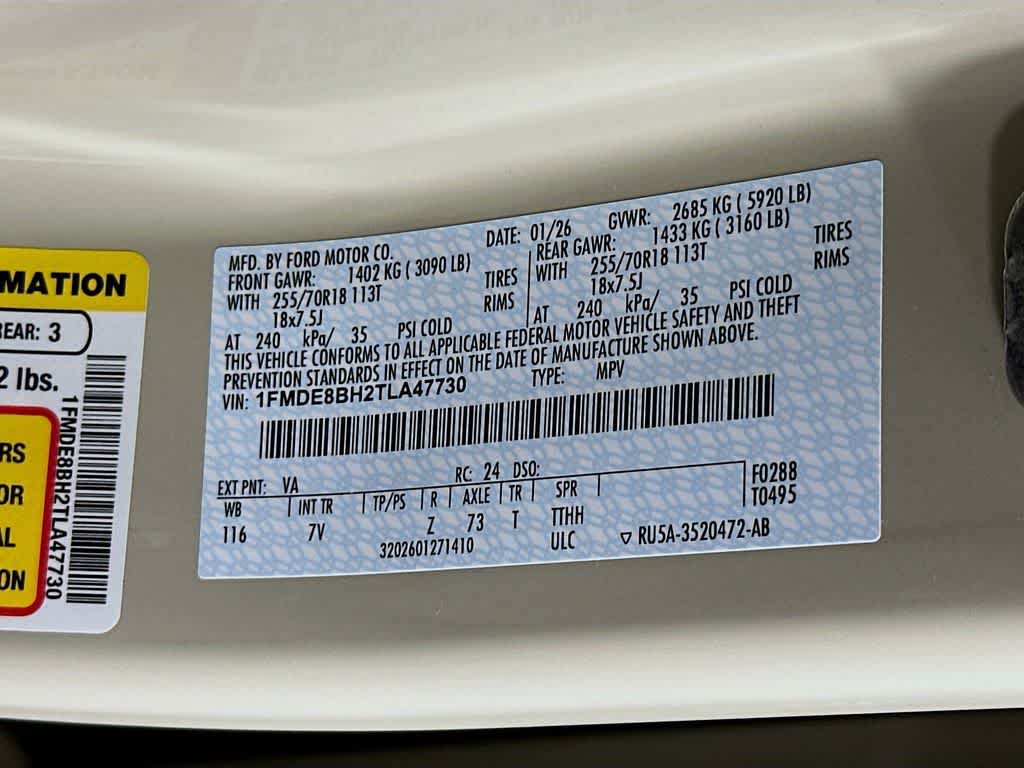 MATION
REAR: 3
2 lbs.
RS
OR
AL
ON
1FMDE8BH2TLA47730
MFD. BY FORD MOTOR CO. DATE: 01/26 GVWR: 2685 KG ( 5920 LB)
FRONT GAWR: 1402 KG ( 3090 LB) REAR GAWR: 1433 KG ( 3160 LB)
WITH 255/70R18 113T TIRES WITH 255/70R18 113T TIRES
18x7.5J RIMS 18x7.5J RIMS
AT 240 kPa/ 35 PSI COLD AT 240 kPa/ 35 PSI COLD
THIS VEHICLE CONFORMS TO ALL APPLICABLE FEDERAL MOTOR VEHICLE SAFETY AND THEFT
PREVENTION STANDARDS IN EFFECT ON THE DATE OF MANUFACTURE SHOWN ABOVE.
VIN: 1FMDE8BH2TLA47730 TYPE: MPV
EXT PNT: VA RC: 24 DSO: F0288
WB INT TR TP/PS R AXLE TR SPR T0495
116 7V Z 73 T TTHH
3202601271410 ULC RU5A-3520472-AB